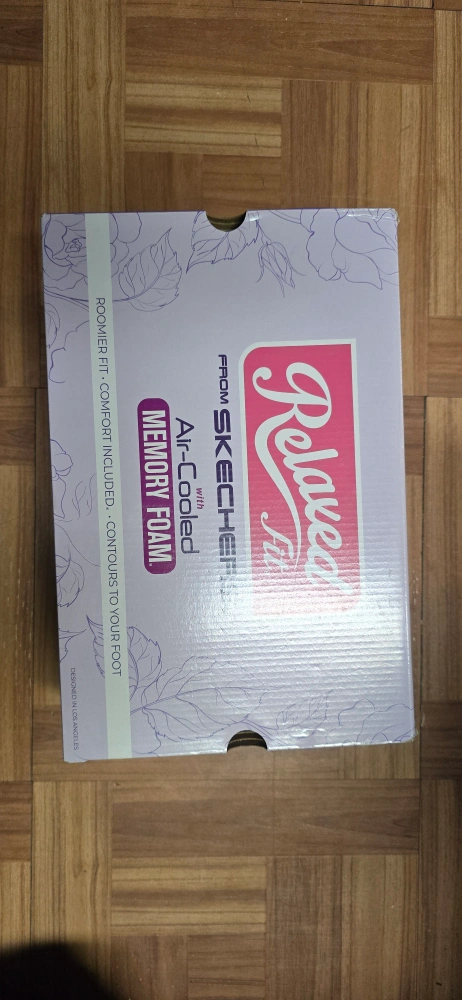 Relaxed
Fit
FROM SKECHERS
with
Air-Cooled
MEMORY FOAM.
ROOMIER FIT • COMFORT INCLUDED. • CONTOURS TO YOUR FOOT
DESIGNED IN LOS ANGELES